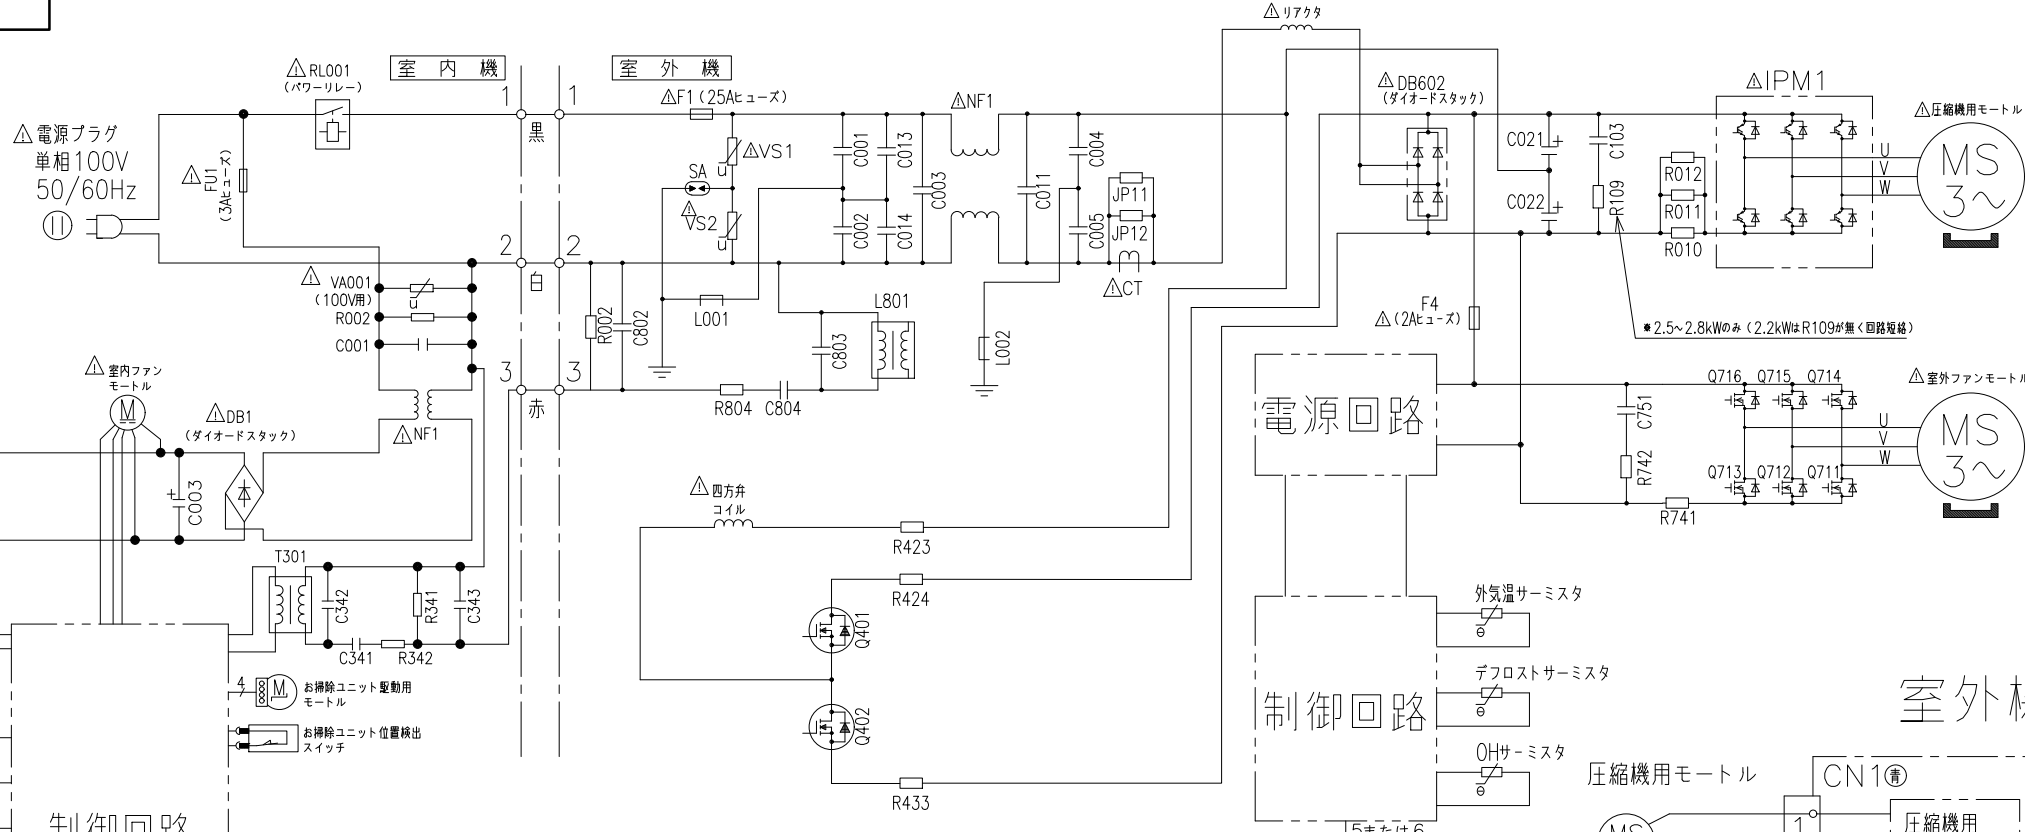 リアクタ
RL001
(パワーリレー)
室内機
室外機
1
1
F1(25Aヒューズ)
NF1
DB602
(ダイオードスタック)
IPM1
圧縮機用モートル
電源プラグ
単相100V
50/60Hz
FU1
(3Aヒューズ)
黒
VS1
SA
VS2
u
u
C001
C013
C002
C014
C003
C011
C004
C005
JP11
JP12
CT
C021
+
C022
+
C103
R109
R012
R011
R010
U
V
W
MS
3~
2
2
白
VA001
(100V用)
u
R002
C001
R002
C802
L001
C803
L801
L002
F4
(2Aヒューズ)
*2.5~2.8kWのみ(2.2kWはR109が無く回路短絡)
3
3
赤
R804
C804
室内ファン
モートル
M
DB1
(ダイオードスタック)
NF1
+
C003
電源回路
C751
R742
R741
Q716
Q715
Q714
Q713
Q712
Q711
U
V
W
室外ファンモートル
MS
3~
四方弁
コイル
R423
R424
Q401
Q402
R433
T301
C342
R341
C343
C341
R342
4
M
お掃除ユニット駆動用
モートル
お掃除ユニット位置検出
スイッチ
制御回路
制御回路
外気温サーミスタ
θ
デフロストサーミスタ
θ
OHサーミスタ
θ
5または6
室外機
圧縮機用モートル
MS
CN1青
1
圧縮機用